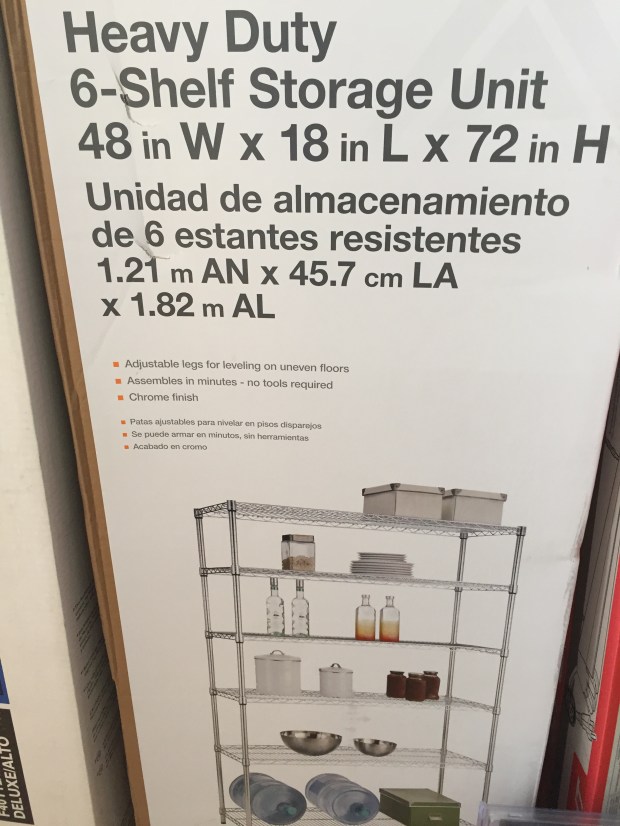 Heavy Duty
6-Shelf Storage Unit
48 in W x 18 in L x 72 in H
Unidad de almacenamiento
de 6 estantes resistentes
1.21 m AN x 45.7 cm LA
x 1.82 m AL
Adjustable legs for leveling on uneven floors
Assembles in minutes - no tools required
Chrome finish
Patas ajustables para nivelar en pisos disparejos
Se puede armar en minutos, sin herramientas
Acabado en cromo
DELUXE/ALTO